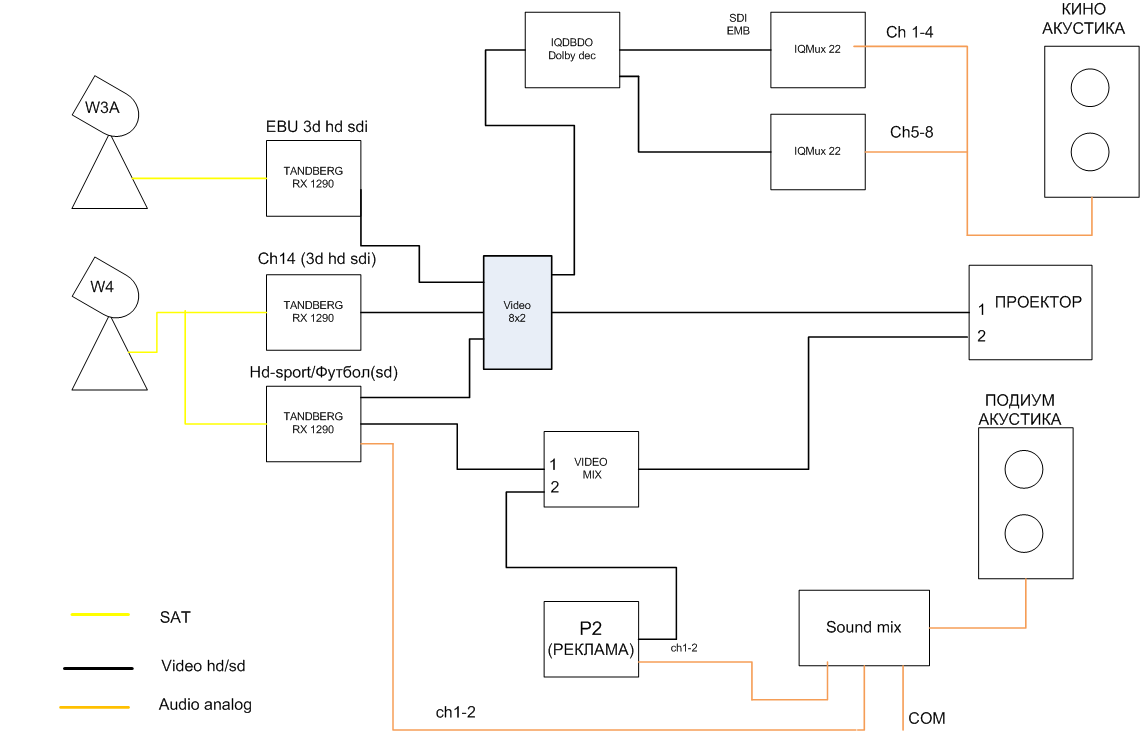 КИНО
АКУСТИКА
SDI
EMB
IQDBDO
Dolby dec
IQMux 22
Ch 1-4
W3A
EBU 3d hd sdi
TANDBERG
RX 1290
IQMux 22
Ch5-8
W4
Ch14 (3d hd sdi)
TANDBERG
RX 1290
Video
8x2
1
ПРОЕКТОР
2
Hd-sport/Футбол(sd)
TANDBERG
RX 1290
ПОДИУМ
АКУСТИКА
1
VIDEO
MIX
2
P2
(РЕКЛАМА)
ch1-2
Sound mix
SAT
Video hd/sd
Audio analog
ch1-2
COM